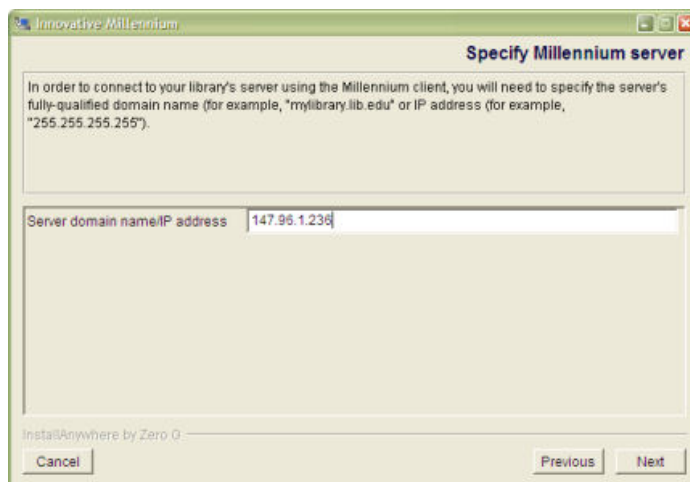 Innovative Millennium
Specify Millennium server
In order to connect to your library's server using the Millennium client, you will need to specify the server's
fully-qualified domain name (for example, "mylibrary.lib.edu" or IP address (for example,
"255.255.255.255").
Server domain name/IP address 147.96.1.236
InstallAnywhere by Zero G
Cancel Previous Next